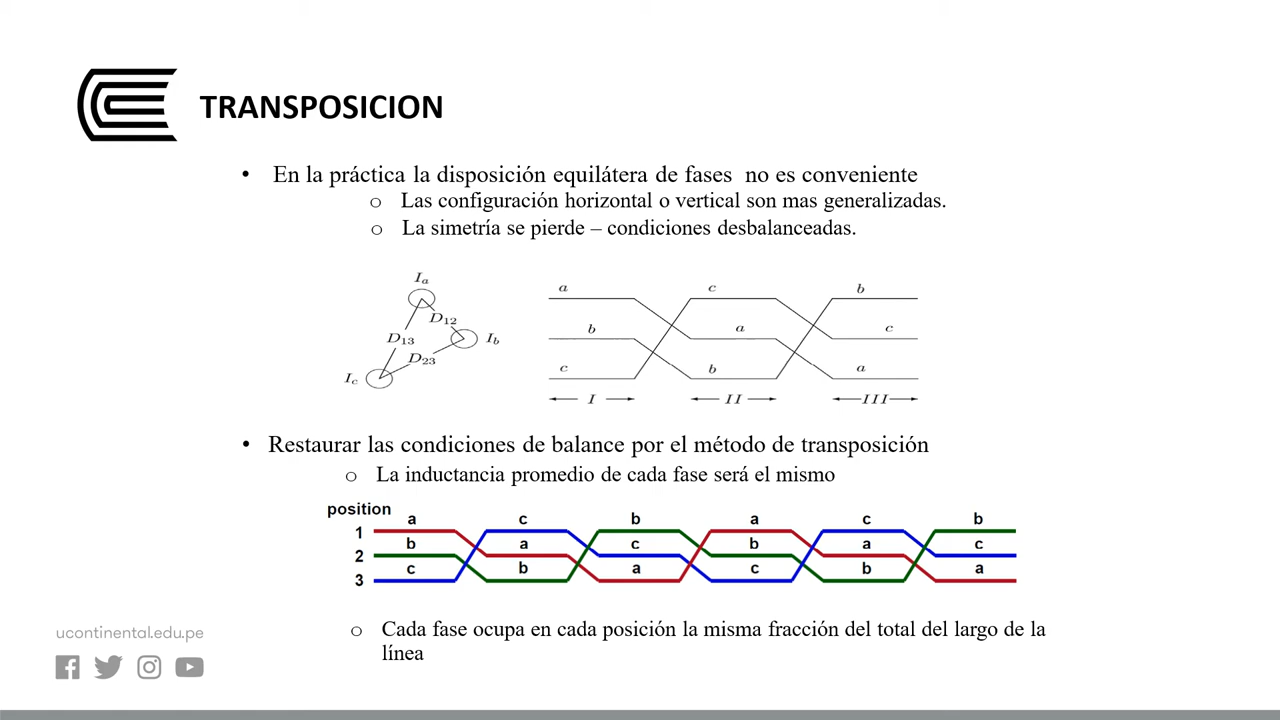 TRANSPOSICION
• En la práctica la disposición equilátera de fases no es conveniente
o Las configuración horizontal o vertical son mas generalizadas.
o La simetría se pierde – condiciones desbalanceadas.
Ia
D12
D13
Ib
D23
Ic
a c b
b a c
c b a
I II III
• Restaurar las condiciones de balance por el método de transposición
o La inductancia promedio de cada fase será el mismo
position
a c b a c b
1
b a c b a c
2
c b a c b a
3
o Cada fase ocupa en cada posición la misma fracción del total del largo de la
línea
ucontinental.edu.pe